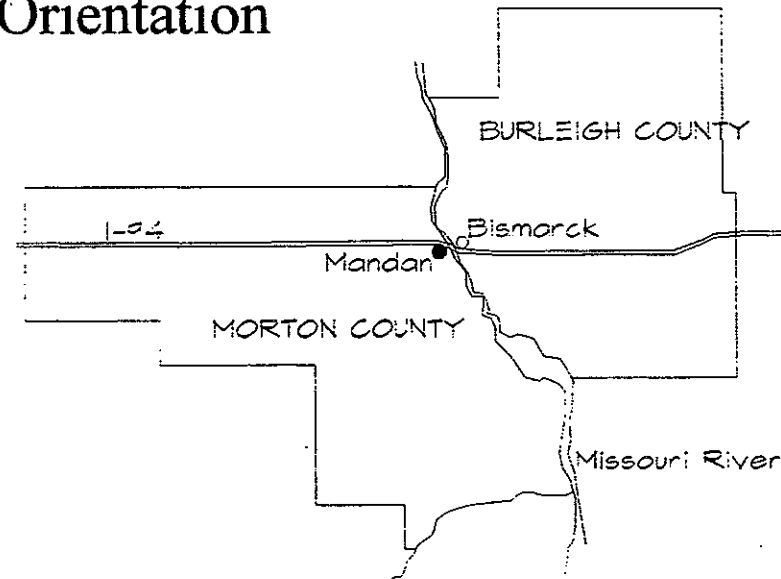 Orientation
BURLEIGH COUNTY
I-94
Bismarck
Mandan
MORTON COUNTY
Missouri River